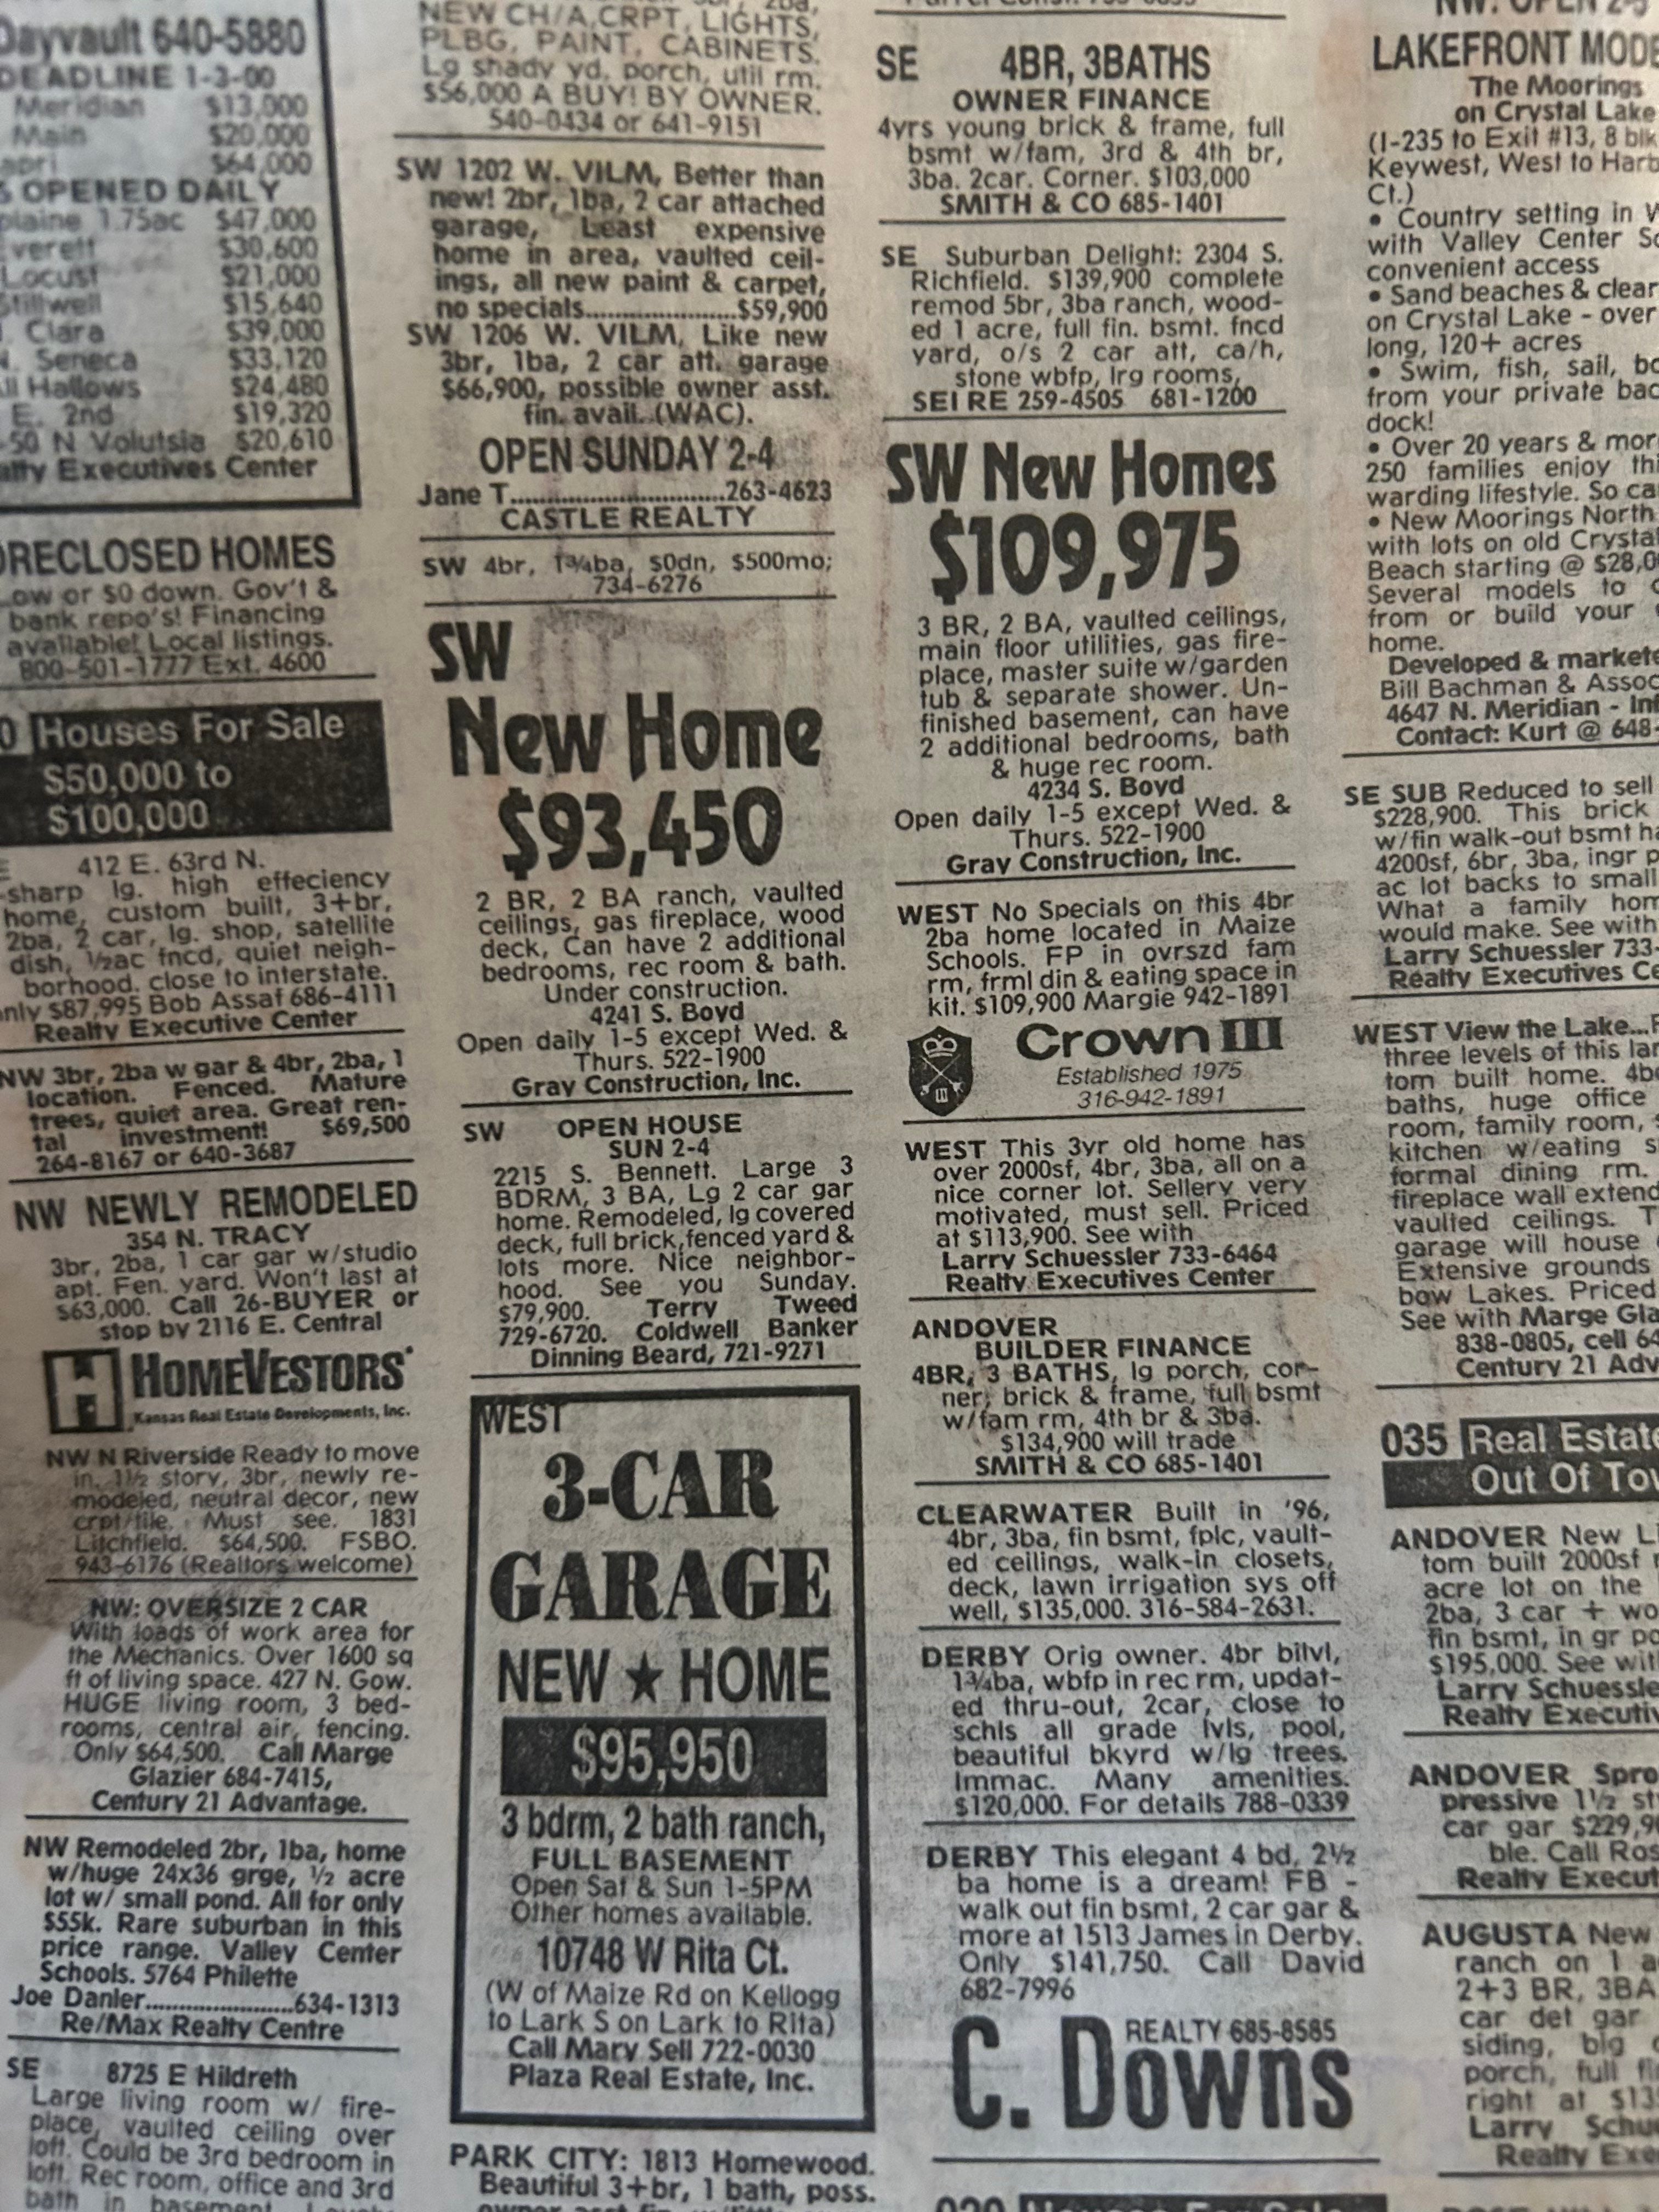 Dayvault 640-5880
DEADLINE 1-3-00
Meridian $13,000
Main $20,000
$64,000
OPENED DAILY
1.75ac $47,000
$30,600
Locust $21,000
Stillwell $15,640
Clara $39,000
N. Seneca $33,120
Hallows $24,480
E. 2nd $19,320
50 N Volutsia $20,610
Executives Center
HOMES
Low or $0 down. Gov't &
bank repo's! Financing
available! Local listings.
800-501-1777 Ext. 4600
0 Houses For Sale
$50,000 to
$100,000
412 E. 63rd N.
-sharp lg. high effeciency
home, custom built, 3+br,
2ba, 2 car, lg. shop, satellite
dish, ½ac fncd, quiet neigh-
borhood. close to interstate.
$87,995 Bob Assaf 686-4111
Realty Executive Center
NW 3br, 2ba w gar & 4br, 2ba, 1
location. Fenced. Mature
trees, quiet area. Great ren-
tal investment! $69,500
264-8167 or 640-3687
NW NEWLY REMODELED
354 N. TRACY
3br, 2ba, 1 car gar w/studio
apt. Fen. yard. Won't last at
$63,000. Call 26-BUYER or
stop by 2116 E. Central
HOMEVESTORS
Kansas Real Estate Developments, Inc.
NW N Riverside Ready to move
in. 1½ story, 3br, newly re-
modeled, neutral decor, new
crpt/tile. Must see. 1831
Litchfield. $64,500. FSBO.
943-6176 (Realtors welcome)
NW: OVERSIZE 2 CAR
With loads of work area for
the Mechanics. Over 1600 sq
ft of living space. 427 N. Gow.
HUGE living room, 3 bed-
rooms, central air, fencing.
Only $64,500. Call Marge
Glazier 684-7415,
Century 21 Advantage.
NW Remodeled 2br, 1ba, home
w/huge 24x36 grge, ½ acre
lot w/ small pond. All for only
$55k. Rare suburban in this
price range. Valley Center
Schools. 5764 Philette
Joe Danler......................634-1313
Re/Max Realty Centre
SE 8725 E Hildreth
Large living room w/ fire-
place, vaulted ceiling over
loft. Could be 3rd bedroom in
loft. Rec room, office and 3rd
bath in basement.
NEW CH/A,CRPT, LIGHTS,
PLBG, PAINT, CABINETS.
Lg shady yd, porch, util rm.
$56,000 A BUY! BY OWNER.
540-0434 or 641-9151
SW 1202 W. VILM, Better than
new! 2br, 1ba, 2 car attached
garage, Least expensive
home in area, vaulted ceil-
ings, all new paint & carpet,
no specials......................$59,900
SW 1206 W. VILM, Like new
3br, 1ba, 2 car att. garage
$66,900, possible owner asst.
fin. avail. (WAC).
OPEN SUNDAY 2-4
Jane T..............................263-4623
CASTLE REALTY
SW 4br, 1¾ba, $0dn, $500mo;
734-6276
SW
New Home
$93,450
2 BR, 2 BA ranch, vaulted
ceilings, gas fireplace, wood
deck, Can have 2 additional
bedrooms, rec room & bath.
Under construction.
4241 S. Boyd
Open daily 1-5 except Wed. &
Thurs. 522-1900
Gray Construction, Inc.
SW OPEN HOUSE
SUN 2-4
2215 S. Bennett. Large 3
BDRM, 3 BA, Lg 2 car gar
home. Remodeled, lg covered
deck, full brick,fenced yard &
lots more. Nice neighbor-
hood. See you Sunday.
$79,900. Terry Tweed
729-6720. Coldwell Banker
Dinning Beard, 721-9271
WEST
3-CAR
GARAGE
NEW ★ HOME
$95,950
3 bdrm, 2 bath ranch,
FULL BASEMENT
Open Sat & Sun 1-5PM
Other homes available.
10748 W Rita Ct.
(W of Maize Rd on Kellogg
to Lark S on Lark to Rita)
Call Mary Sell 722-0030
Plaza Real Estate, Inc.
PARK CITY: 1813 Homewood.
Beautiful 3+br, 1 bath, poss.
SE 4BR, 3BATHS
OWNER FINANCE
4yrs young brick & frame, full
bsmt w/fam, 3rd & 4th br,
3ba. 2car. Corner. $103,000
SMITH & CO 685-1401
SE Suburban Delight: 2304 S.
Richfield. $139,900 complete
remod 5br, 3ba ranch, wood-
ed 1 acre, full fin. bsmt. fncd
yard, o/s 2 car att, ca/h,
stone wbfp, lrg rooms,
SEI RE 259-4505 681-1200
SW New Homes
$109,975
3 BR, 2 BA, vaulted ceilings,
main floor utilities, gas fire-
place, master suite w/garden
tub & separate shower. Un-
finished basement, can have
2 additional bedrooms, bath
& huge rec room.
4234 S. Boyd
Open daily 1-5 except Wed. &
Thurs. 522-1900
Gray Construction, Inc.
WEST No Specials on this 4br
2ba home located in Maize
Schools. FP in ovrszd fam
rm, frml din & eating space in
kit. $109,900 Margie 942-1891
Crown III
Established 1975
316-942-1891
WEST This 3yr old home has
over 2000sf, 4br, 3ba, all on a
nice corner lot. Sellery very
motivated, must sell. Priced
at $113,900. See with
Larry Schuessler 733-6464
Realty Executives Center
ANDOVER
BUILDER FINANCE
4BR, 3 BATHS, lg porch, cor-
ner, brick & frame, full bsmt
w/fam rm, 4th br & 3ba.
$134,900 will trade
SMITH & CO 685-1401
CLEARWATER Built in '96,
4br, 3ba, fin bsmt, fplc, vault-
ed ceilings, walk-in closets,
deck, lawn irrigation sys off
well, $135,000. 316-584-2631.
DERBY Orig owner. 4br bilvl,
1¾ba, wbfp in rec rm, updat-
ed thru-out, 2car, close to
schls all grade lvls, pool,
beautiful bkyrd w/lg trees.
Immac. Many amenities.
$120,000. For details 788-0339
DERBY This elegant 4 bd, 2½
ba home is a dream! FB -
walk out fin bsmt, 2 car gar &
more at 1513 James in Derby.
Only $141,750. Call David
682-7996
REALTY 685-8585
C. DOWNS
LAKEFRONT
The Moorings
on Crystal Lake
(I-235 to Exit #13, 8 blk
Keywest, West to
Ct.)
• Country setting in
with Valley Center
convenient access
• Sand beaches & clear
on Crystal Lake - over
long, 120+ acres
• Swim, fish, sail,
from your private
dock!
• Over 20 years &
250 families enjoy
warding lifestyle. So
• New Moorings North
with lots on old
Beach starting @
Several models to
from or build your
home.
Developed &
Bill Bachman &
4647 N. Meridian -
Contact: Kurt @ 648-
SE SUB Reduced to sell
$228,900. This brick
w/fin walk-out bsmt
4200sf, 6br, 3ba, ingr
ac lot backs to small
What a family
would make. See with
Larry Schuessler 733-
Realty Executives
WEST View the Lake...
three levels of this
tom built home.
baths, huge office
room, family room,
kitchen w/eating
formal dining rm.
fireplace wall
vaulted ceilings.
garage will house
Extensive grounds
bow Lakes. Priced
See with Marge
838-0805, cell
Century 21
035 Real Estate
Out Of
ANDOVER New
tom built 2000sf
acre lot on the
2ba, 3 car +
fin bsmt, in gr
$195,000. See
Larry
Realty
ANDOVER
pressive 1½
car gar
ble. Call
Realty
AUGUSTA New
ranch on 1
2+3 BR, 3BA
car det gar
siding, big
porch, full
right at
Larry
Realty